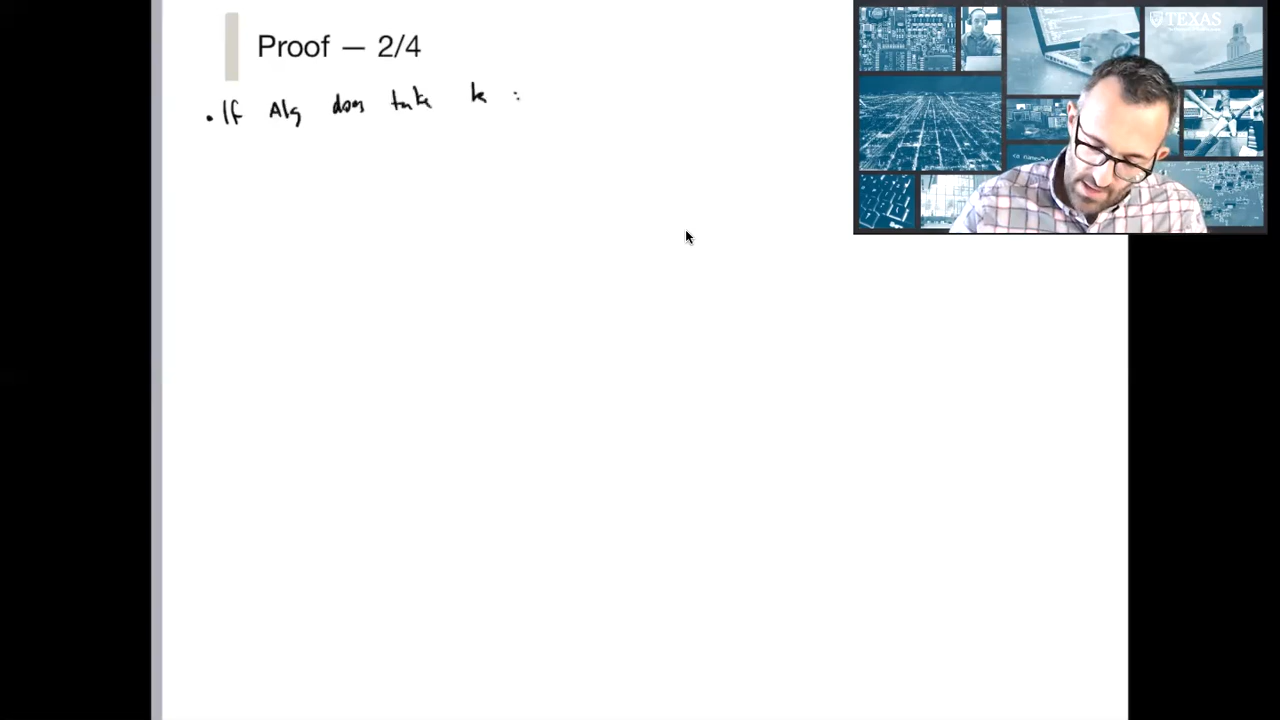 Proof — 2/4
• If Alg does take k :
TEXAS